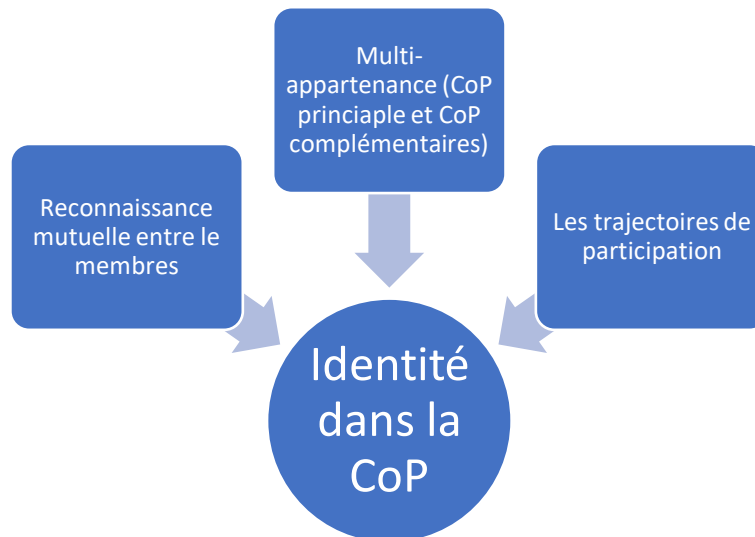 Multi-
appartenance (CoP
princiaple et CoP
complémentaires)
Reconnaissance
mutuelle entre le
membres
Les trajectoires de
participation
Identité
dans la
CoP